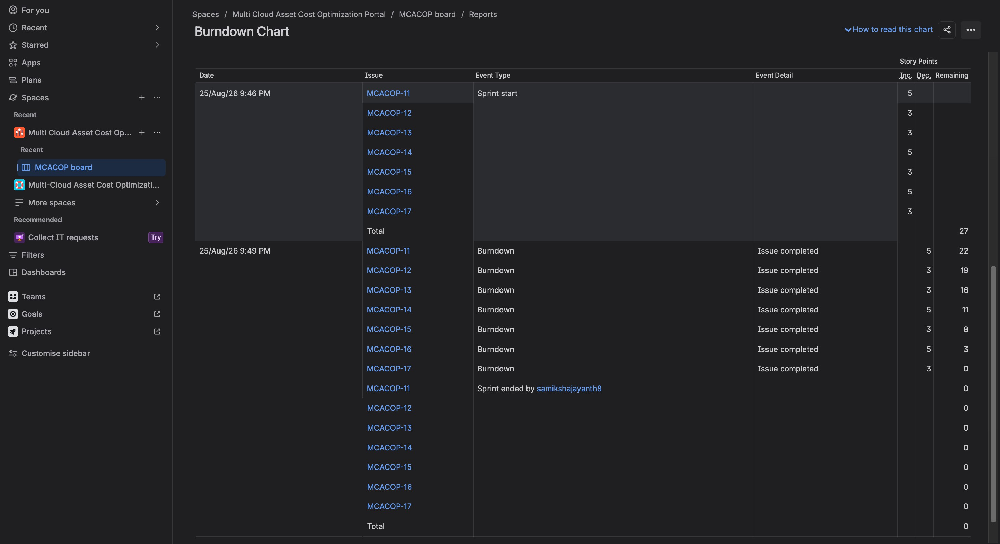 For you
Recent
Starred
Apps
Plans
Spaces
Recent
Multi Cloud Asset Cost Op...
Recent
MCACOP board
Multi-Cloud Asset Cost Optimizati...
More spaces
Recommended
Collect IT requests Try
Filters
Dashboards
Teams
Goals
Projects
Customise sidebar
Spaces / Multi Cloud Asset Cost Optimization Portal / MCACOP board / Reports
Burndown Chart
How to read this chart
Story Points
Date Issue Event Type Event Detail Inc. Dec. Remaining
25/Aug/26 9:46 PM MCACOP-11 Sprint start 5
MCACOP-12 3
MCACOP-13 3
MCACOP-14 5
MCACOP-15 3
MCACOP-16 5
MCACOP-17 3
Total 27
25/Aug/26 9:49 PM MCACOP-11 Burndown Issue completed 5 22
MCACOP-12 Burndown Issue completed 3 19
MCACOP-13 Burndown Issue completed 3 16
MCACOP-14 Burndown Issue completed 5 11
MCACOP-15 Burndown Issue completed 3 8
MCACOP-16 Burndown Issue completed 5 3
MCACOP-17 Burndown Issue completed 3 0
MCACOP-11 Sprint ended by samikshajayanth8 0
MCACOP-12 0
MCACOP-13 0
MCACOP-14 0
MCACOP-15 0
MCACOP-16 0
MCACOP-17 0
Total 0